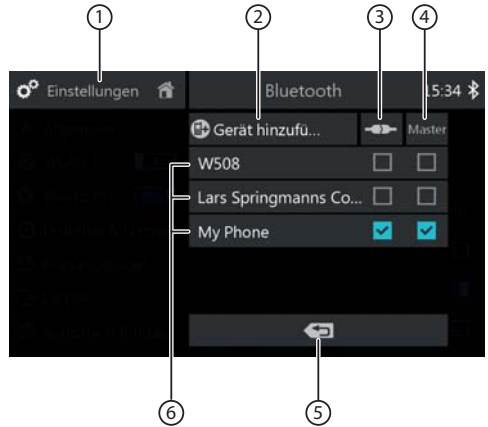 1 2 3 4
Einstellungen Bluetooth 15:34
Gerät hinzufü... Master
W508
Lars Springmanns Co...
My Phone
6 5